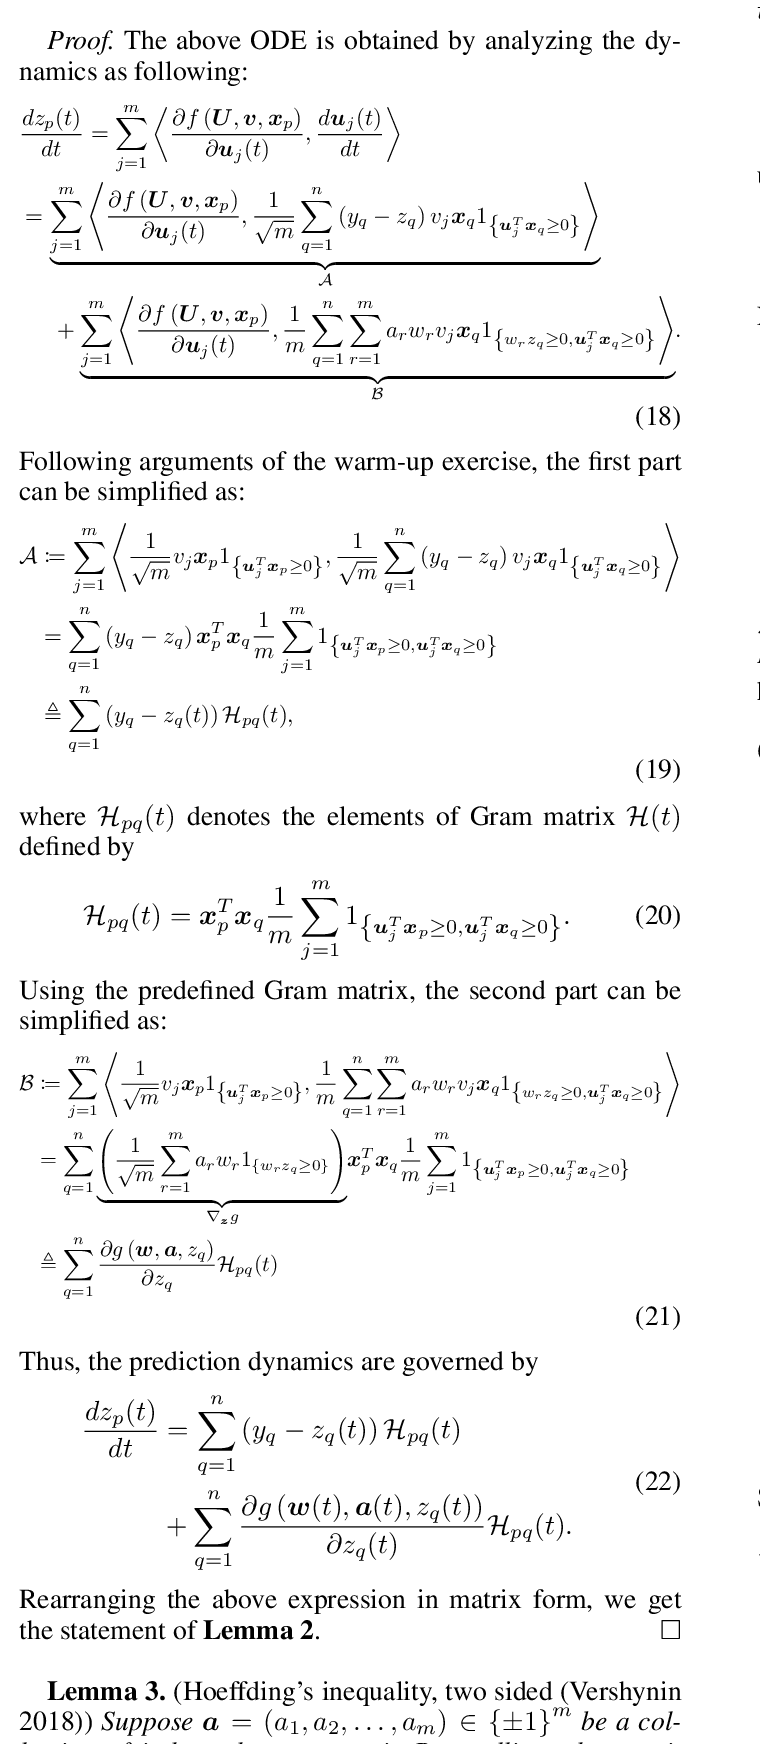 Proof. The above ODE is obtained by analyzing the dy-
namics as following:
\frac{dz_p(t)}{dt} = \sum_{j=1}^{m} \left\langle \frac{\partial f(\boldsymbol{U}, \boldsymbol{v}, \boldsymbol{x}_p)}{\partial \boldsymbol{u}_j(t)}, \frac{d\boldsymbol{u}_j(t)}{dt} \right\rangle
= \underbrace{\sum_{j=1}^{m} \left\langle \frac{\partial f(\boldsymbol{U}, \boldsymbol{v}, \boldsymbol{x}_p)}{\partial \boldsymbol{u}_j(t)}, \frac{1}{\sqrt{m}} \sum_{q=1}^{n} (y_q - z_q) v_j \boldsymbol{x}_q 1_{\{\boldsymbol{u}_j^T \boldsymbol{x}_q \geq 0\}} \right\rangle}_{\mathcal{A}}
+ \underbrace{\sum_{j=1}^{m} \left\langle \frac{\partial f(\boldsymbol{U}, \boldsymbol{v}, \boldsymbol{x}_p)}{\partial \boldsymbol{u}_j(t)}, \frac{1}{m} \sum_{q=1}^{n} \sum_{r=1}^{m} a_r w_r v_j \boldsymbol{x}_q 1_{\{w_r z_q \geq 0, \boldsymbol{u}_j^T \boldsymbol{x}_q \geq 0\}} \right\rangle}_{\mathcal{B}}.
(18)
Following arguments of the warm-up exercise, the first part
can be simplified as:
\mathcal{A} := \sum_{j=1}^{m} \left\langle \frac{1}{\sqrt{m}} v_j \boldsymbol{x}_p 1_{\{\boldsymbol{u}_j^T \boldsymbol{x}_p \geq 0\}}, \frac{1}{\sqrt{m}} \sum_{q=1}^{n} (y_q - z_q) v_j \boldsymbol{x}_q 1_{\{\boldsymbol{u}_j^T \boldsymbol{x}_q \geq 0\}} \right\rangle
= \sum_{q=1}^{n} (y_q - z_q) \boldsymbol{x}_p^T \boldsymbol{x}_q \frac{1}{m} \sum_{j=1}^{m} 1_{\{\boldsymbol{u}_j^T \boldsymbol{x}_p \geq 0, \boldsymbol{u}_j^T \boldsymbol{x}_q \geq 0\}}
\triangleq \sum_{q=1}^{n} (y_q - z_q(t)) \mathcal{H}_{pq}(t),
(19)
where \mathcal{H}_{pq}(t) denotes the elements of Gram matrix \mathcal{H}(t)
defined by
\mathcal{H}_{pq}(t) = \boldsymbol{x}_p^T \boldsymbol{x}_q \frac{1}{m} \sum_{j=1}^{m} 1_{\{\boldsymbol{u}_j^T \boldsymbol{x}_p \geq 0, \boldsymbol{u}_j^T \boldsymbol{x}_q \geq 0\}}. (20)
Using the predefined Gram matrix, the second part can be
simplified as:
\mathcal{B} := \sum_{j=1}^{m} \left\langle \frac{1}{\sqrt{m}} v_j \boldsymbol{x}_p 1_{\{\boldsymbol{u}_j^T \boldsymbol{x}_p \geq 0\}}, \frac{1}{m} \sum_{q=1}^{n} \sum_{r=1}^{m} a_r w_r v_j \boldsymbol{x}_q 1_{\{w_r z_q \geq 0, \boldsymbol{u}_j^T \boldsymbol{x}_q \geq 0\}} \right\rangle
= \sum_{q=1}^{n} \underbrace{\left( \frac{1}{\sqrt{m}} \sum_{r=1}^{m} a_r w_r 1_{\{w_r z_q \geq 0\}} \right)}_{\nabla_{\boldsymbol{z}} g} \boldsymbol{x}_p^T \boldsymbol{x}_q \frac{1}{m} \sum_{j=1}^{m} 1_{\{\boldsymbol{u}_j^T \boldsymbol{x}_p \geq 0, \boldsymbol{u}_j^T \boldsymbol{x}_q \geq 0\}}
\triangleq \sum_{q=1}^{n} \frac{\partial g(\boldsymbol{w}, \boldsymbol{a}, z_q)}{\partial z_q} \mathcal{H}_{pq}(t)
(21)
Thus, the prediction dynamics are governed by
\frac{dz_p(t)}{dt} = \sum_{q=1}^{n} (y_q - z_q(t)) \mathcal{H}_{pq}(t)
(22)
+ \sum_{q=1}^{n} \frac{\partial g(\boldsymbol{w}(t), \boldsymbol{a}(t), z_q(t))}{\partial z_q(t)} \mathcal{H}_{pq}(t).
Rearranging the above expression in matrix form, we get
the statement of Lemma 2. □
Lemma 3. (Hoeffding's inequality, two sided (Vershynin
2018)) Suppose \boldsymbol{a} = (a_1, a_2, \ldots, a_m) \in \{\pm 1\}^m be a col-